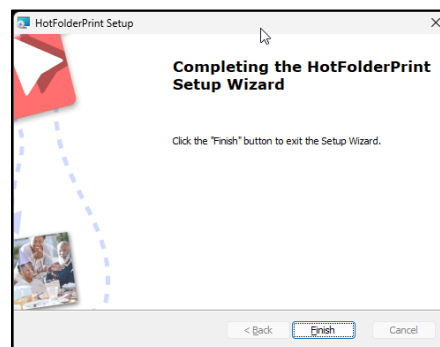 HotFolderPrint Setup
Completing the HotFolderPrint
Setup Wizard
Click the "Finish" button to exit the Setup Wizard.
< Back
Finish
Cancel